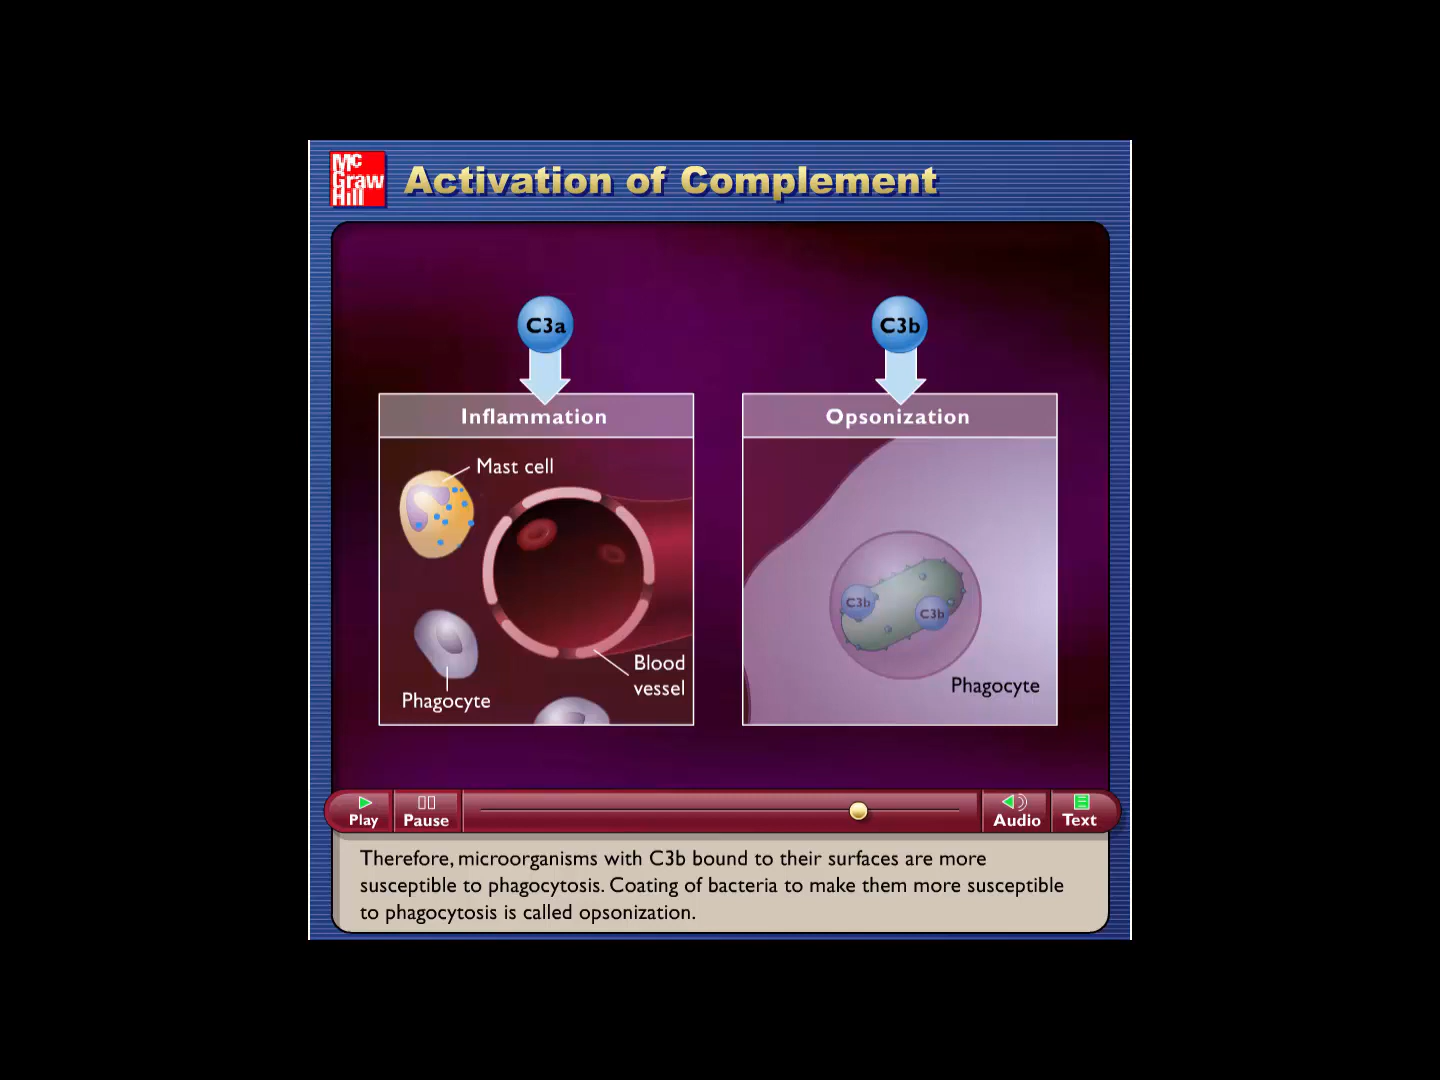 Mc
Graw
Hill
Activation of Complement
C3a
C3b
Inflammation
Opsonization
Mast cell
C3b
C3b
Blood
vessel
Phagocyte
Phagocyte
Play
Pause
Audio
Text
Therefore, microorganisms with C3b bound to their surfaces are more
susceptible to phagocytosis. Coating of bacteria to make them more susceptible
to phagocytosis is called opsonization.